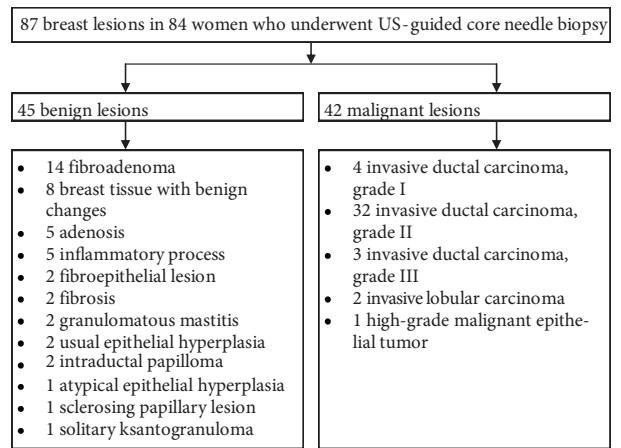 87 breast lesions in 84 women who underwent US-guided core needle biopsy
45 benign lesions
• 14 fibroadenoma
• 8 breast tissue with benign
changes
• 5 adenosis
• 5 inflammatory process
• 2 fibroepithelial lesion
• 2 fibrosis
• 2 granulomatous mastitis
• 2 usual epithelial hyperplasia
• 2 intraductal papilloma
• 1 atypical epithelial hyperplasia
• 1 sclerosing papillary lesion
• 1 solitary ksantogranuloma
42 malignant lesions
• 4 invasive ductal carcinoma,
grade I
• 32 invasive ductal carcinoma,
grade II
• 3 invasive ductal carcinoma,
grade III
• 2 invasive lobular carcinoma
• 1 high-grade malignant epithe-
lial tumor